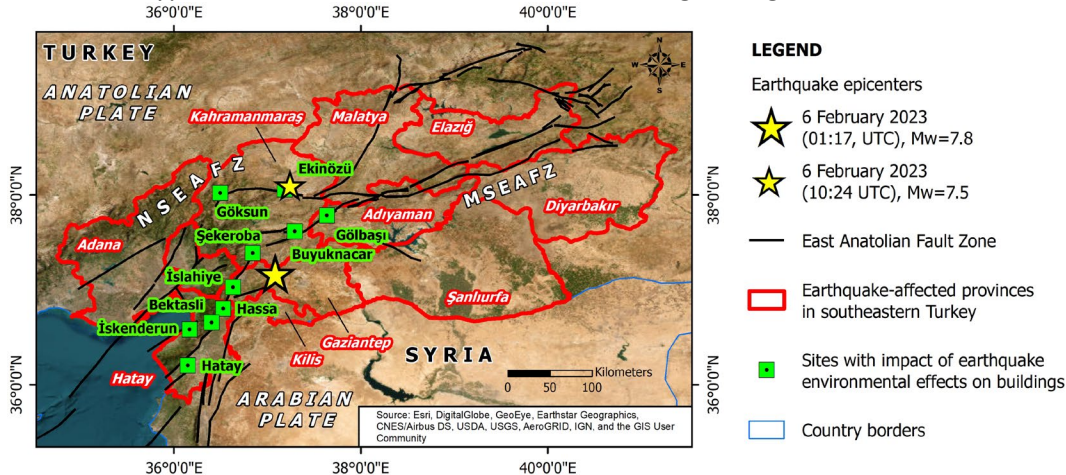 36°0'0"E 38°0'0"E 40°0'0"E
TURKEY
ANATOLIAN
PLATE
N
W E
S
Kahramanmaraş
Malatya
Elazığ
Ekinözü
NSEAFZ
MSEAFZ
38°0'0"N
38°0'0"N
Göksun
Adıyaman
Diyarbakır
Adana
Şekeroba
Gölbaşı
Buyuknacar
İslahiye
Bektasli
Hassa
Şanlıurfa
İskenderun
Gaziantep
Kilis
SYRIA
Hatay
Hatay
36°0'0"N
36°0'0"N
Kilometers
0 50 100
ARABIAN
PLATE
Source: Esri, DigitalGlobe, GeoEye, Earthstar Geographics,
CNES/Airbus DS, USDA, USGS, AeroGRID, IGN, and the GIS User
Community
36°0'0"E 38°0'0"E 40°0'0"E
LEGEND
Earthquake epicenters
6 February 2023
(01:17, UTC), Mw=7.8
6 February 2023
(10:24 UTC), Mw=7.5
East Anatolian Fault Zone
Earthquake-affected provinces
in southeastern Turkey
Sites with impact of earthquake
environmental effects on buildings
Country borders